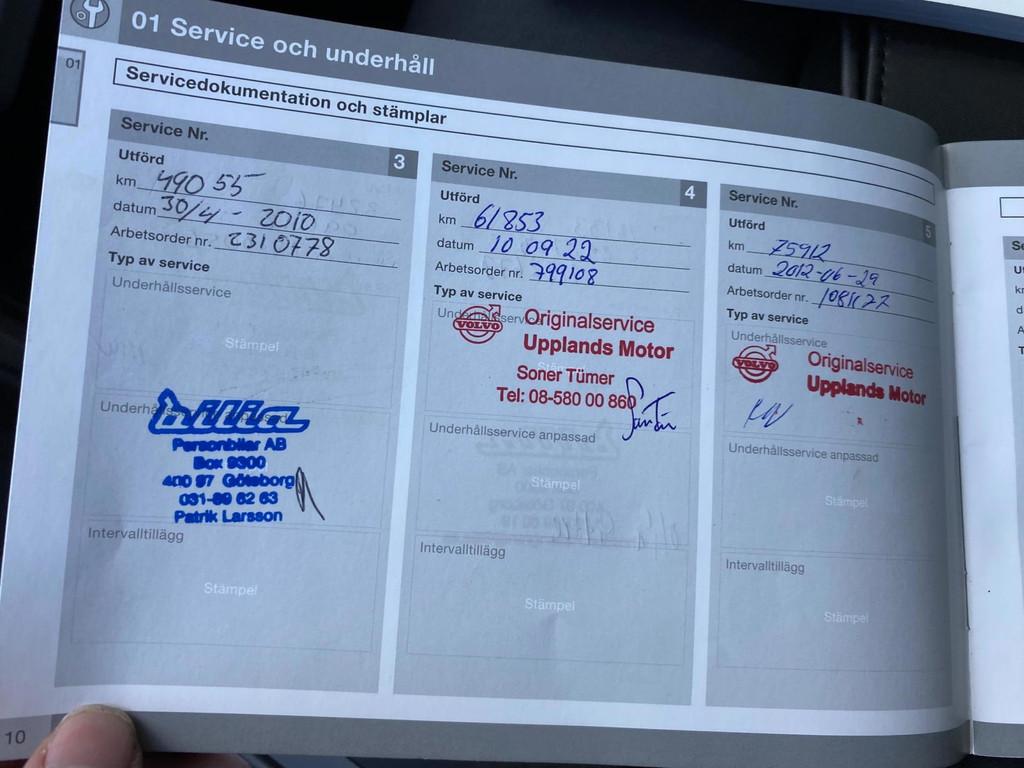 01 Service och underhåll
01
Servicedokumentation och stämplar
Service Nr. 3
Utförd
km 49055
datum 30/4 - 2010
Arbetsorder nr. 2310778
Typ av service
Underhållsservice
Stämpel
bilia
Personbilar AB
Box 9300
400 97 Göteborg
031-89 62 63
Patrik Larsson
Intervalltillägg
Stämpel
Service Nr. 4
Utförd
km 61853
datum 10 09 22
Arbetsorder nr. 799108
Typ av service
Underhållsservice
VOLVO
Originalservice
Upplands Motor
Soner Tümer
Tel: 08-580 00 860
Underhållsservice anpassad
Stämpel
Intervalltillägg
Stämpel
Service Nr. 5
Utförd
km 75912
datum 2012-06-29
Arbetsorder nr.
Typ av service
Underhållsservice
VOLVO
Originalservice
Upplands Motor
Underhållsservice anpassad
Stämpel
Intervalltillägg
Stämpel
10